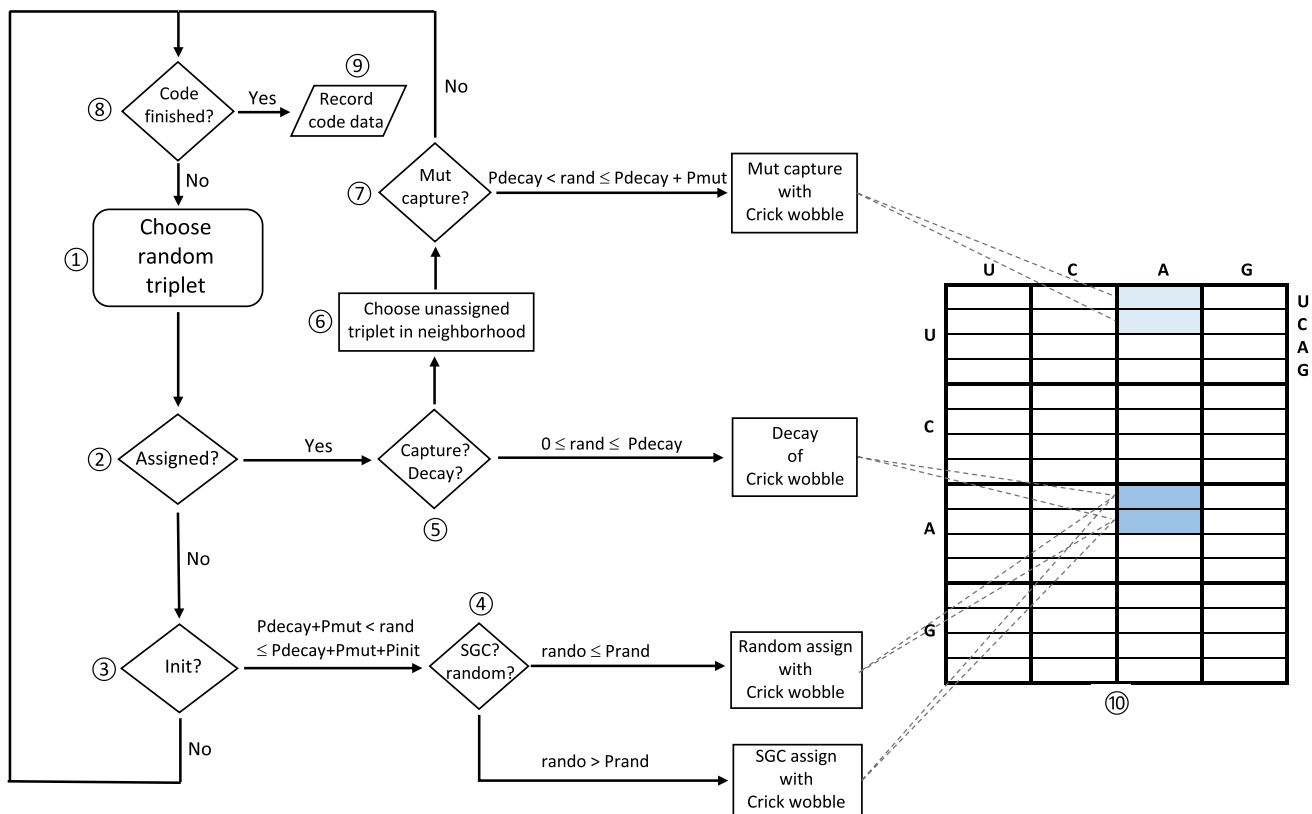 ⑨
⑧
Code
finished?
Yes
Record
code data
No
No
①
Choose
random
triplet
⑦
Mut
capture?
Pdecay < rand ≤ Pdecay + Pmut
Mut capture
with
Crick wobble
⑥
Choose unassigned
triplet in neighborhood
②
Assigned?
Yes
Capture?
Decay?
⑤
0 ≤ rand ≤ Pdecay
Decay
of
Crick wobble
No
③
Init?
Pdecay+Pmut < rand
≤ Pdecay+Pmut+Pinit
④
SGC?
random?
rando ≤ Prand
Random assign
with
Crick wobble
No
rando > Prand
SGC assign
with
Crick wobble
U C A G
U
C
A
G
U
C
A
G
⑩